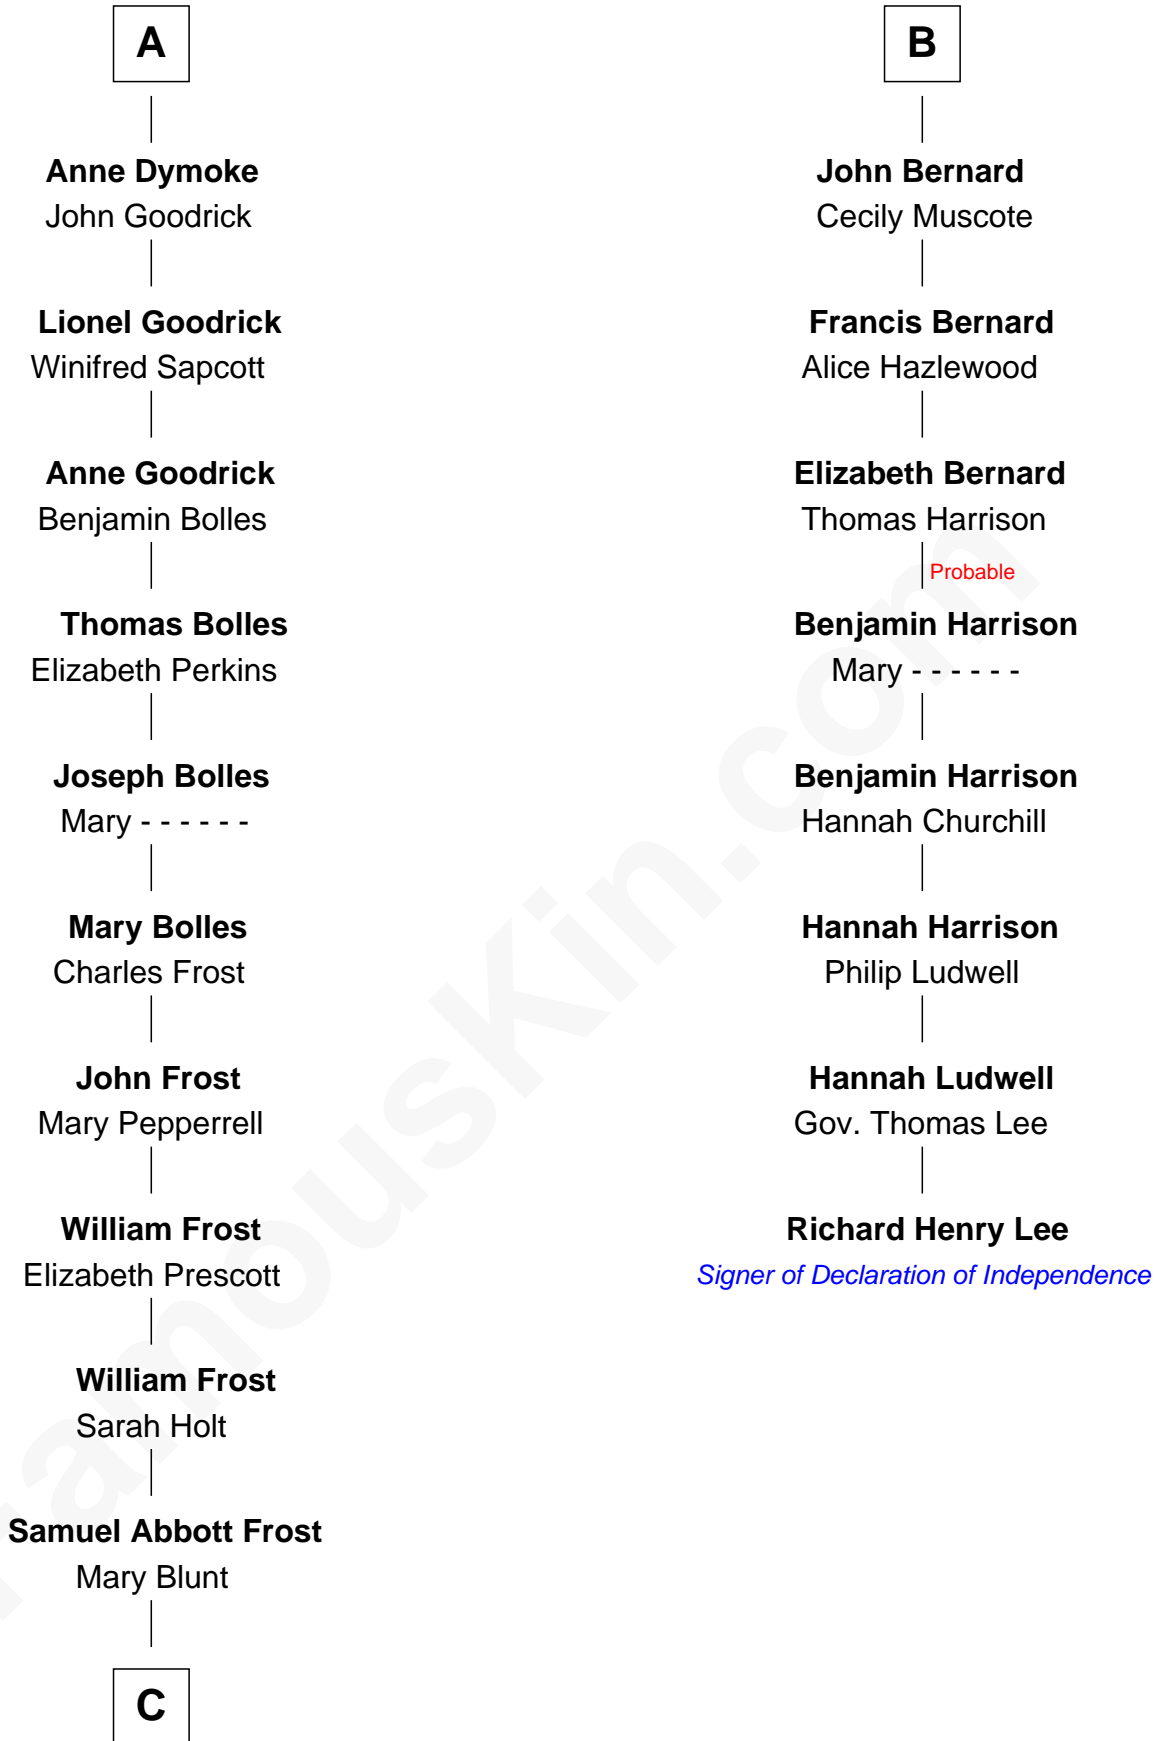 A
Anne Dymoke
John Goodrick
Lionel Goodrick
Winifred Sapcott
Anne Goodrick
Benjamin Bolles
Thomas Bolles
Elizabeth Perkins
Joseph Bolles
Mary - - - - - -
Mary Bolles
Charles Frost
John Frost
Mary Pepperrell
William Frost
Elizabeth Prescott
William Frost
Sarah Holt
Samuel Abbott Frost
Mary Blunt
C
B
John Bernard
Cecily Muscote
Francis Bernard
Alice Hazlewood
Elizabeth Bernard
Thomas Harrison
Probable
Benjamin Harrison
Mary - - - - - -
Benjamin Harrison
Hannah Churchill
Hannah Harrison
Philip Ludwell
Hannah Ludwell
Gov. Thomas Lee
Richard Henry Lee
Signer of Declaration of Independence
FamousKin.com